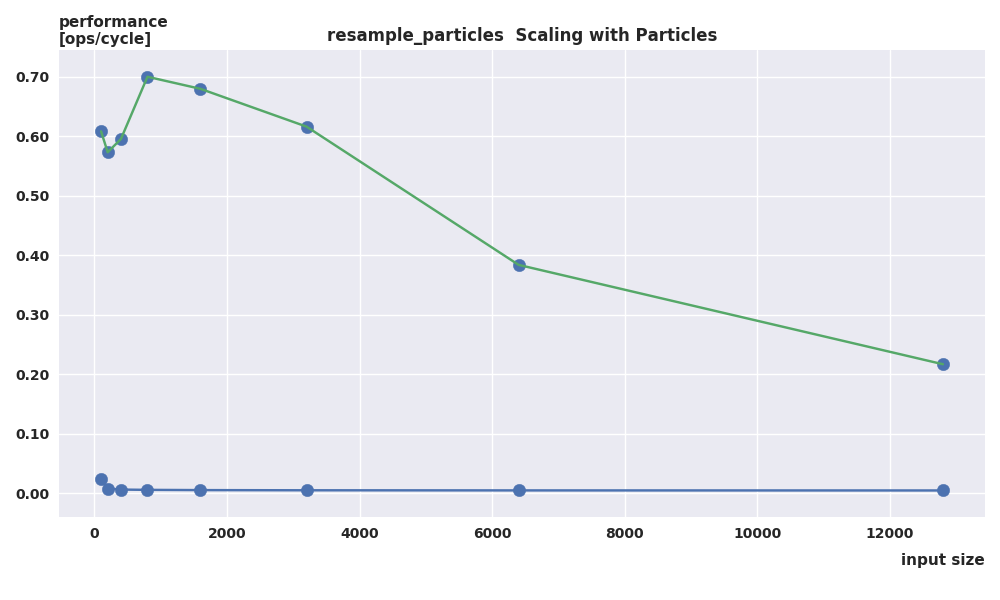 performance
[ops/cycle]
resample_particles  Scaling with Particles
0.70
0.60
0.50
0.40
0.30
0.20
0.10
0.00
0 2000 4000 6000 8000 10000 12000
input size